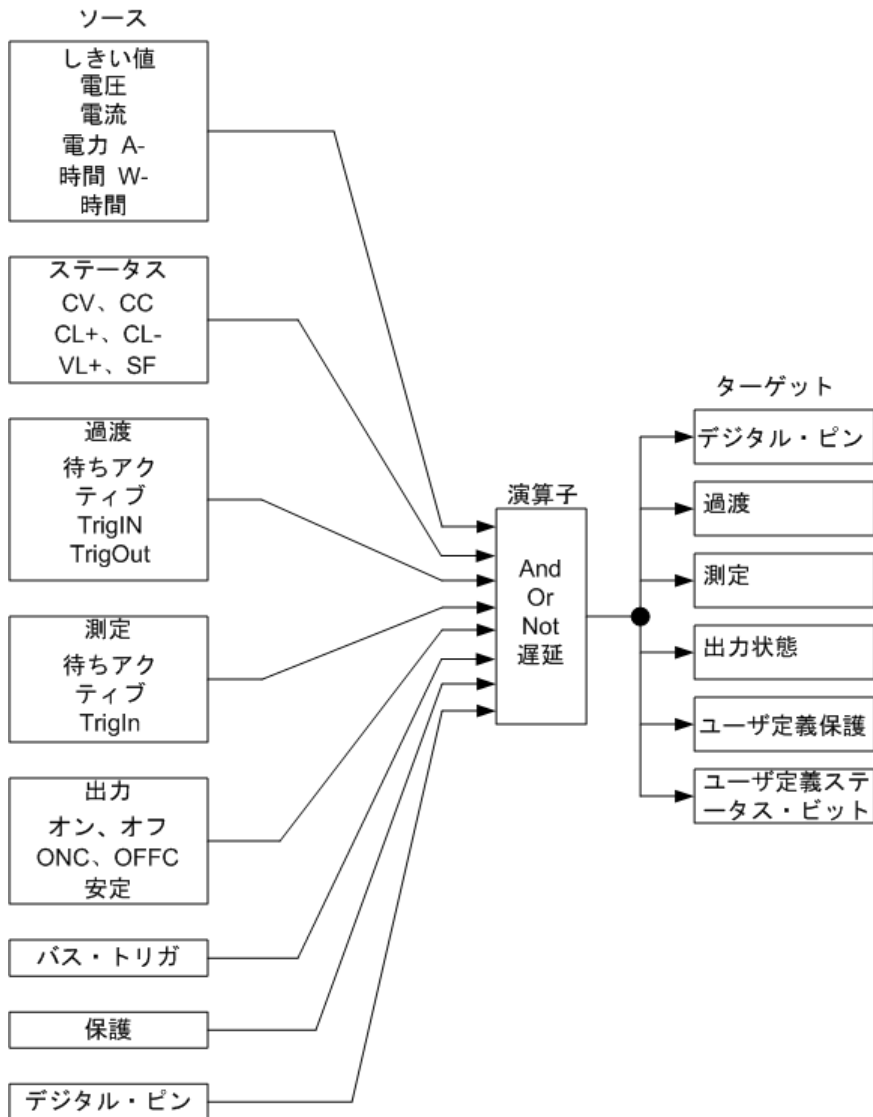 ソース
しきい値
電圧
電流
電力 A-
時間 W-
時間
ステータス
CV、CC
CL+、CL-
VL+、SF
過渡
待ちアク
ティブ
TrigIN
TrigOut
測定
待ちアク
ティブ
TrigIn
出力
オン、オフ
ONC、OFFC
安定
バス・トリガ
保護
デジタル・ピン
演算子
And
Or
Not
遅延
ターゲット
デジタル・ピン
過渡
測定
出力状態
ユーザ定義保護
ユーザ定義ステ
ータス・ビット